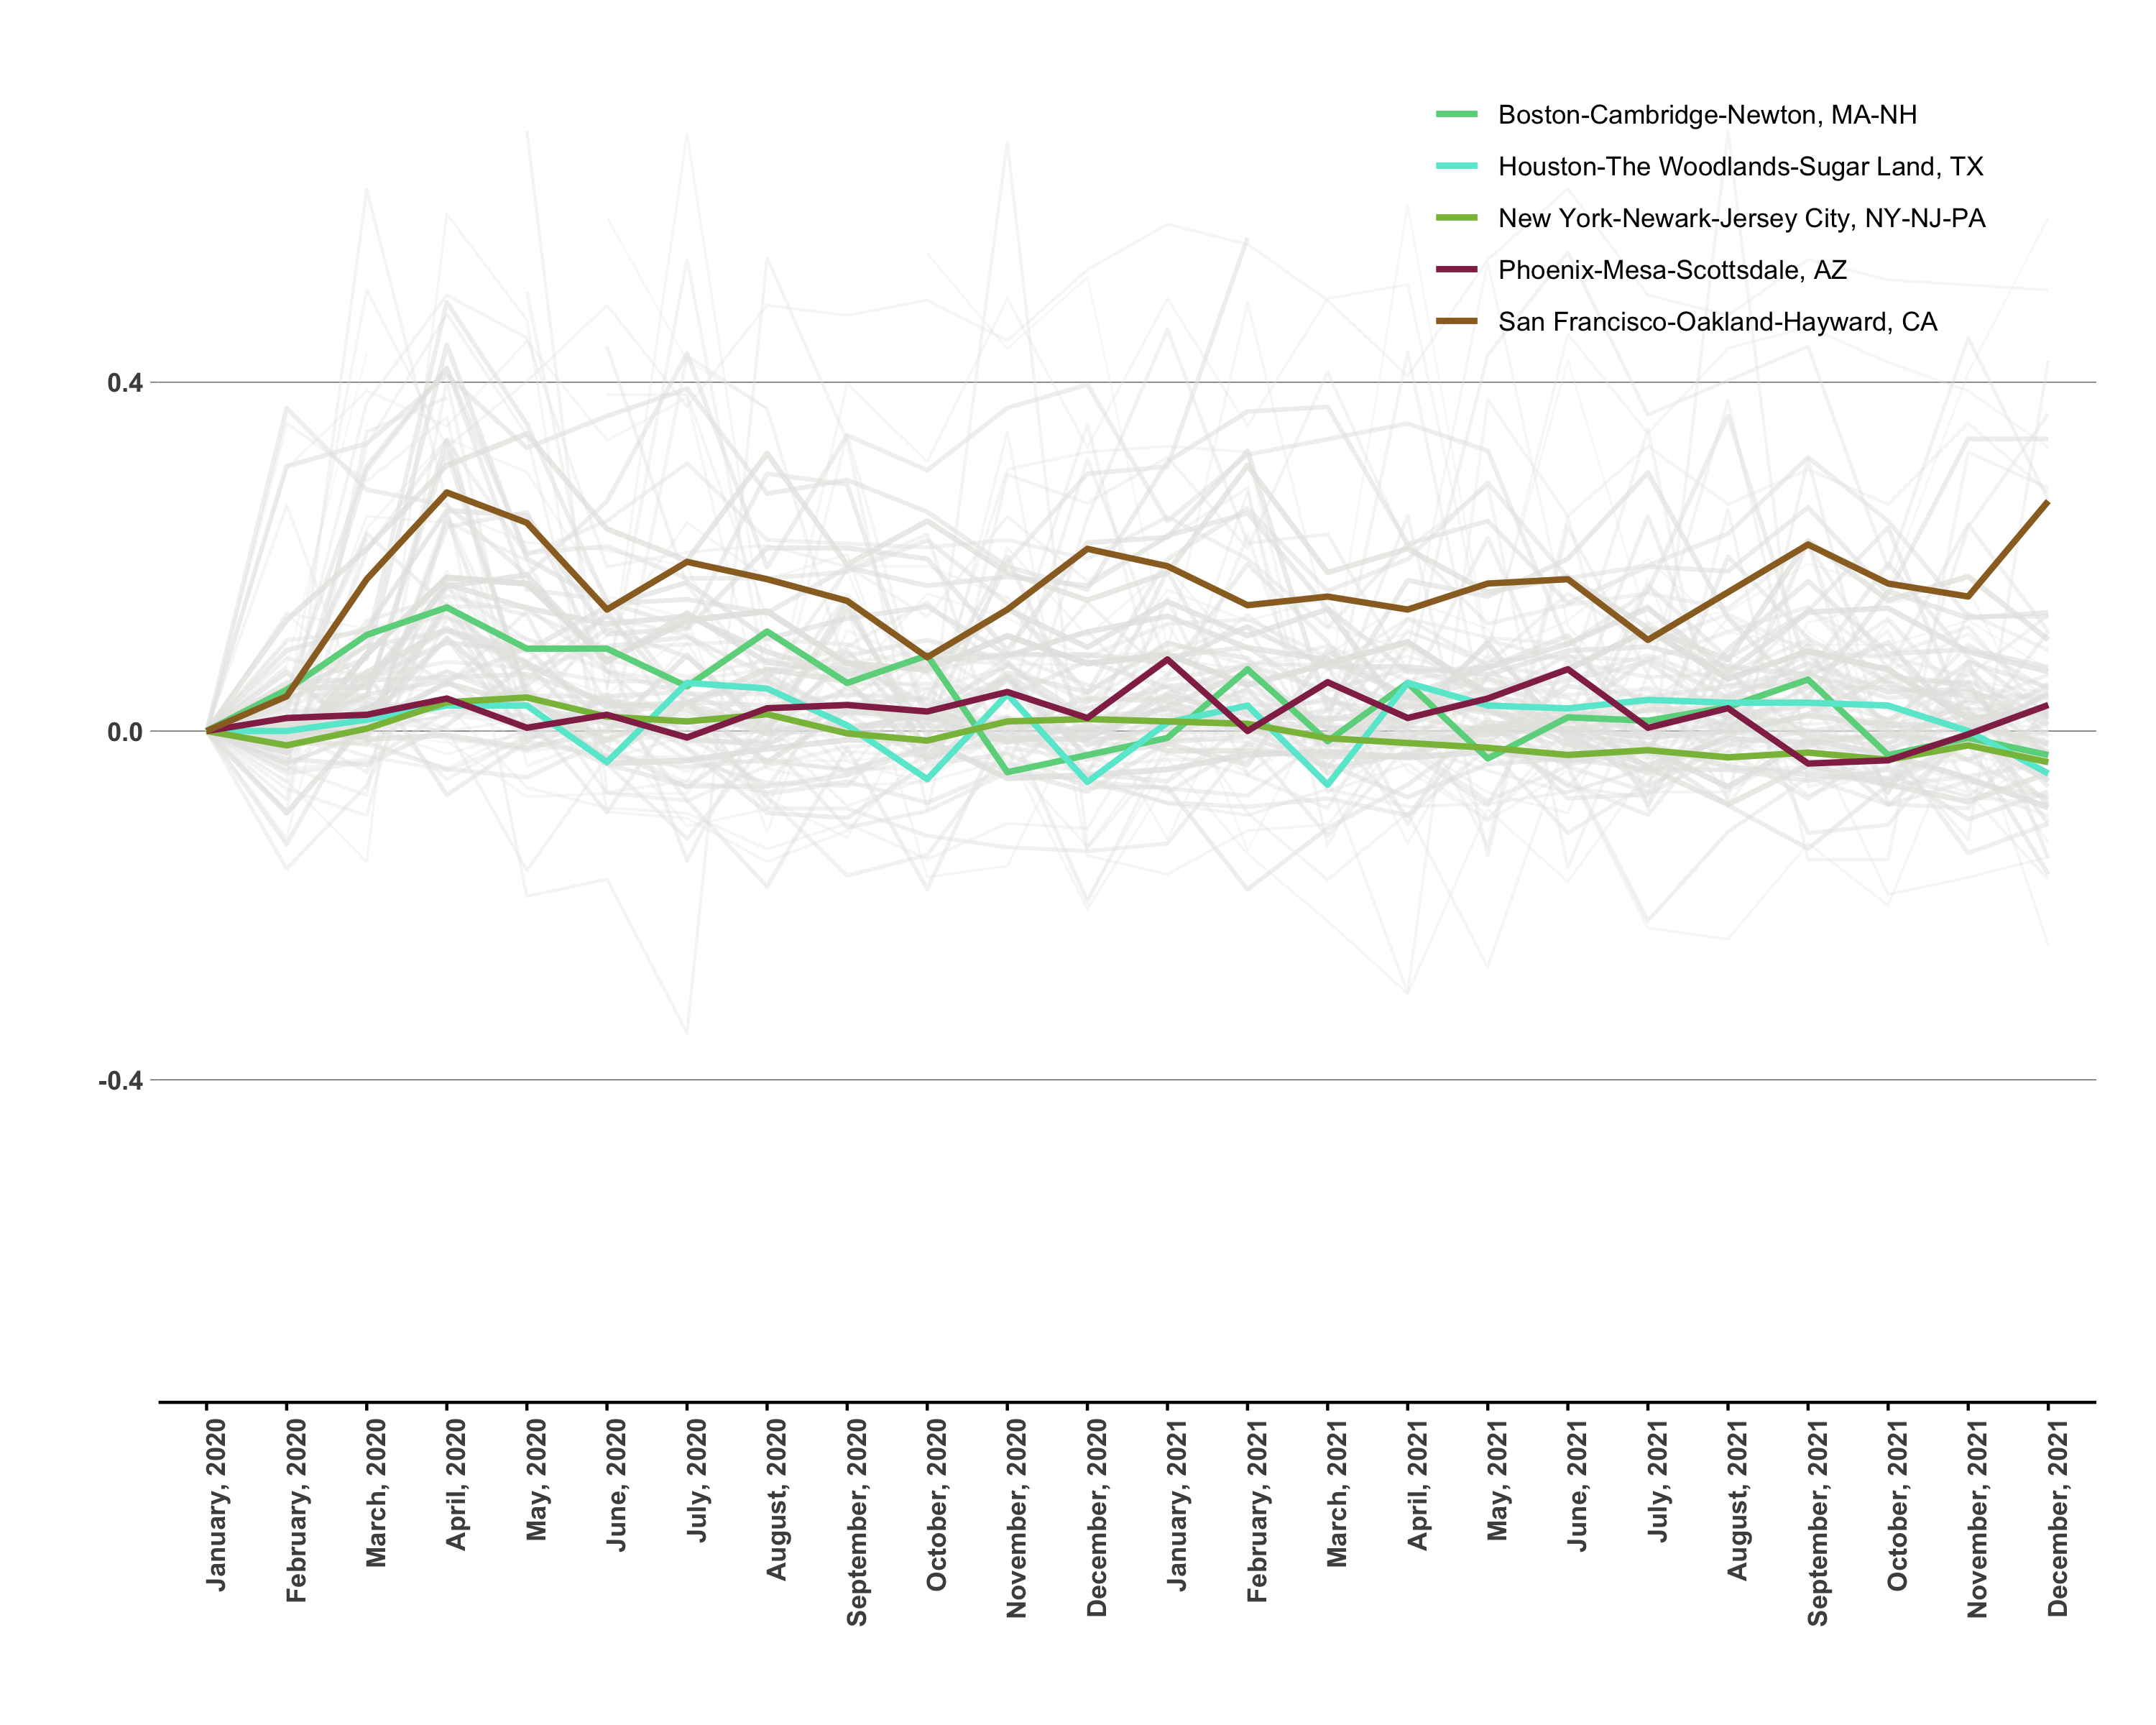 Boston-Cambridge-Newton, MA-NH
Houston-The Woodlands-Sugar Land, TX
New York-Newark-Jersey City, NY-NJ-PA
Phoenix-Mesa-Scottsdale, AZ
San Francisco-Oakland-Hayward, CA
0.4
0.0
-0.4
January, 2020
February, 2020
March, 2020
April, 2020
May, 2020
June, 2020
July, 2020
August, 2020
September, 2020
October, 2020
November, 2020
December, 2020
January, 2021
February, 2021
March, 2021
April, 2021
May, 2021
June, 2021
July, 2021
August, 2021
September, 2021
October, 2021
November, 2021
December, 2021